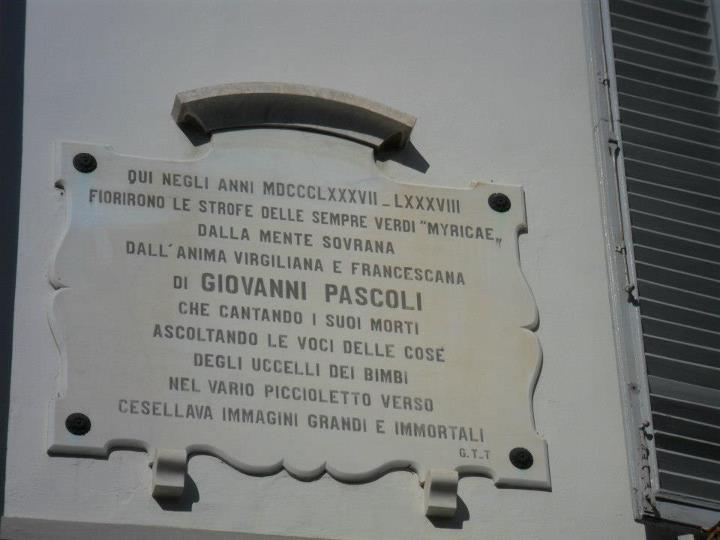 QUI NEGLI ANNI MDCCCLXXXVII_LXXXVIII
FIORIRONO LE STROFE DELLE SEMPRE VERDI "MYRICAE„
DALLA MENTE SOVRANA
DALL'ANIMA VIRGILIANA E FRANCESCANA
DI GIOVANNI PASCOLI
CHE CANTANDO I SUOI MORTI
ASCOLTANDO LE VOCI DELLE COSE
DEGLI UCCELLI DEI BIMBI
NEL VARIO PICCIOLETTO VERSO
CESELLAVA IMMAGINI GRANDI E IMMORTALI
G.T_T